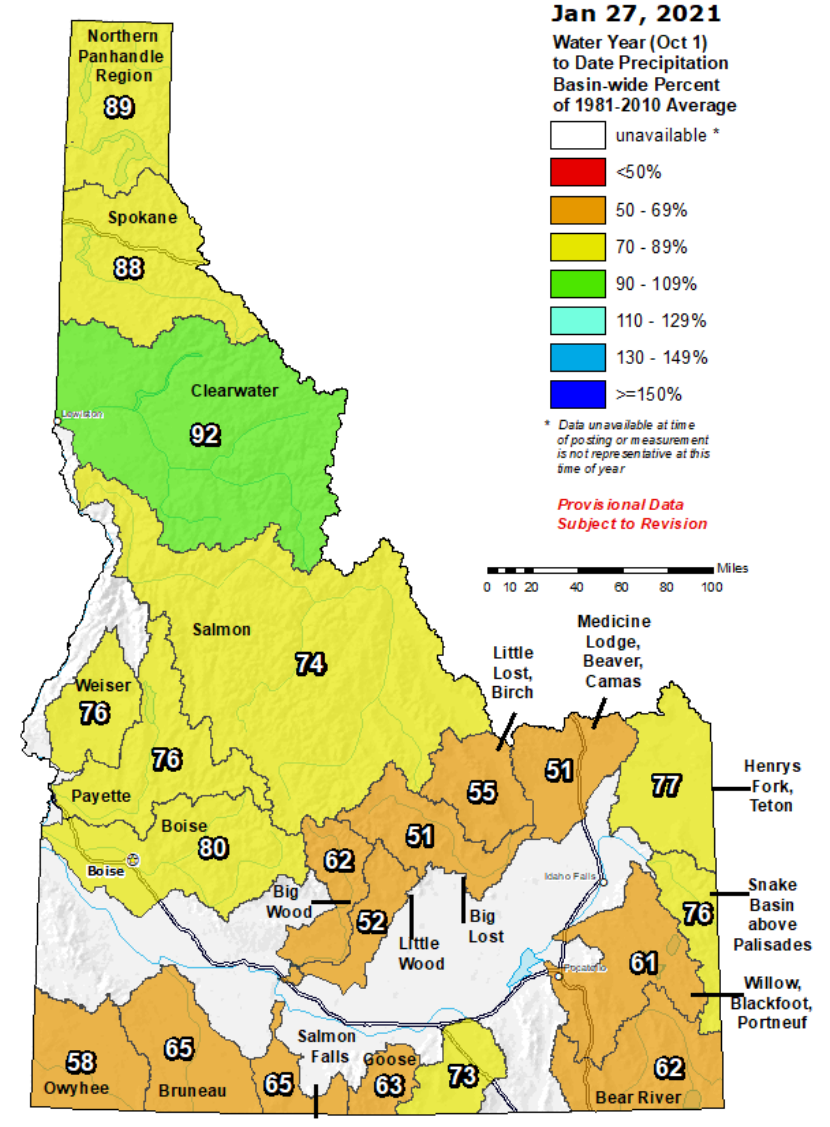 Jan 27, 2021
Water Year (Oct 1)
to Date Precipitation
Basin-wide Percent
of 1981-2010 Average
unavailable *
<50%
50 - 69%
70 - 89%
90 - 109%
110 - 129%
130 - 149%
>=150%
* Data unavailable at time
of posting or measurement
is not representative at this
time of year
Provisional Data
Subject to Revision
Miles
0 10 20 40 60 80 100
Northern
Panhandle
Region
89
Spokane
88
Clearwater
92
Lewiston
Salmon
74
Weiser
76
76
Payette
Boise
80
Boise
Little
Lost,
Birch
55
Medicine
Lodge,
Beaver,
Camas
51
77
Henrys
Fork,
Teton
51
62
Big
Wood
52
Little
Wood
Big
Lost
Idaho Falls
76
Snake
Basin
above
Palisades
61
Pocatello
Willow,
Blackfoot,
Portneuf
58
Owyhee
65
Bruneau
65
Salmon
Falls
Goose
63
73
62
Bear River